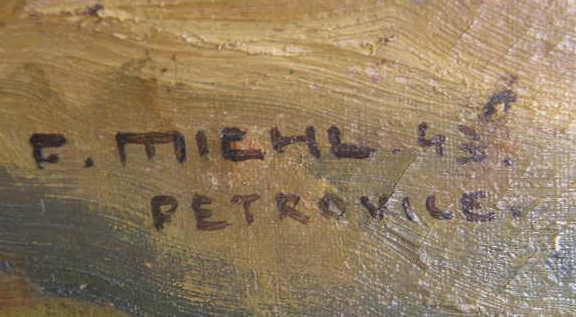 F. MIEHL. 43.
PETROVICE.